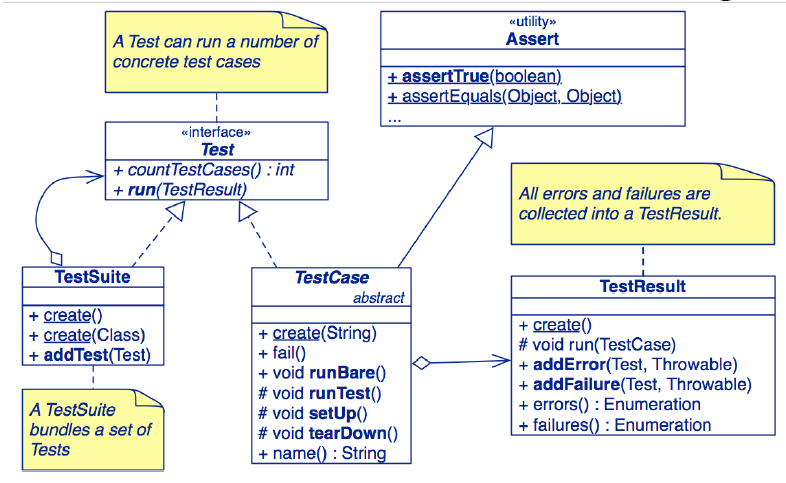 A Test can run a number of
concrete test cases
«utility»
Assert
+ assertTrue(boolean)
+ assertEquals(Object, Object)
...
«interface»
Test
+ countTestCases() : int
+ run(TestResult)
All errors and failures are
collected into a TestResult.
TestSuite
+ create()
+ create(Class)
+ addTest(Test)
TestCase
abstract
+ create(String)
+ fail()
+ void runBare()
# void runTest()
# void setUp()
# void tearDown()
+ name() : String
TestResult
+ create()
# void run(TestCase)
+ addError(Test, Throwable)
+ addFailure(Test, Throwable)
+ errors() : Enumeration
+ failures() : Enumeration
A TestSuite
bundles a set of
Tests